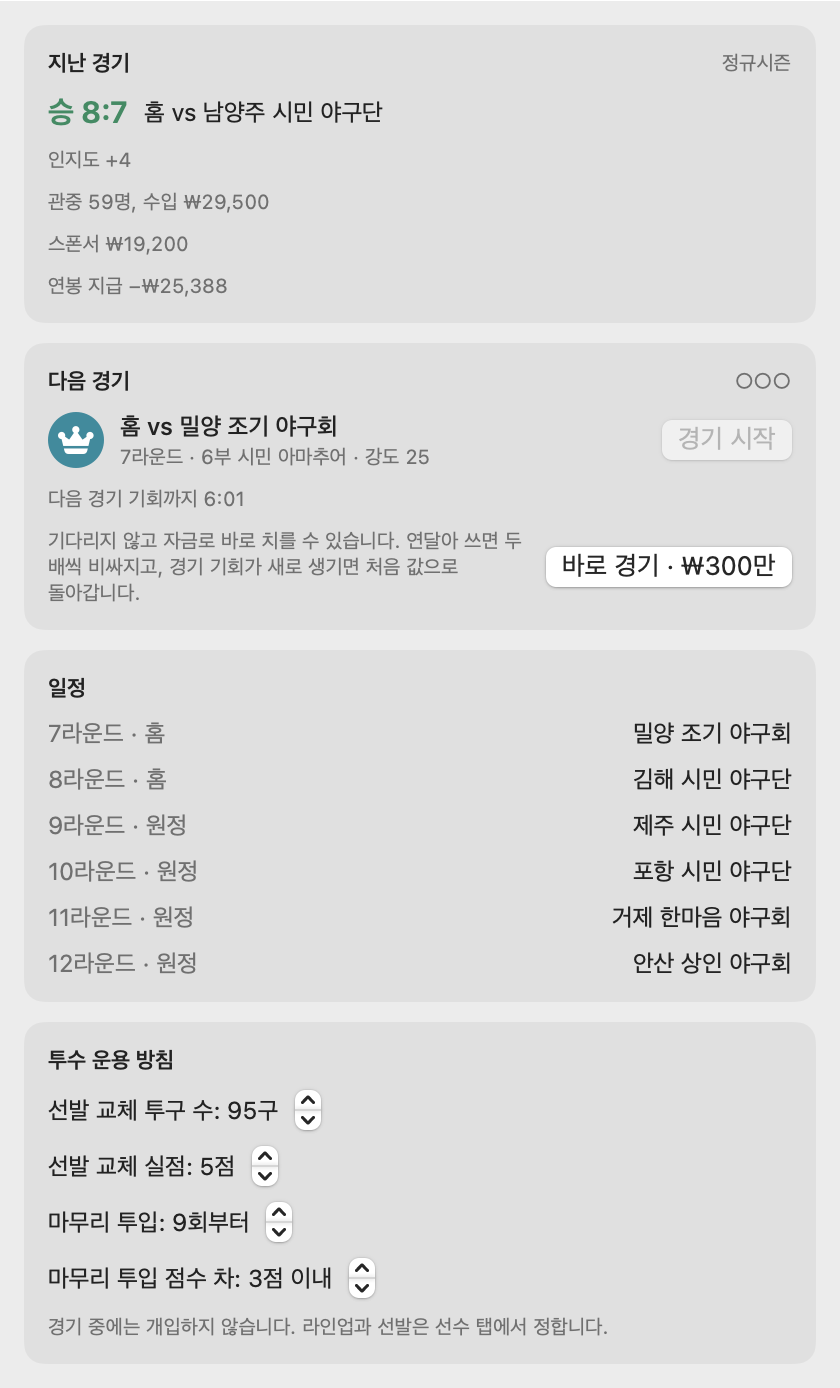 지난 경기
정규시즌
승 8:7 홈 vs 남양주 시민 야구단
인지도 +4
관중 59명, 수입 ₩29,500
스폰서 ₩19,200
연봉 지급 −₩25,388
다음 경기
홈 vs 밀양 조기 야구회
7라운드 · 6부 시민 아마추어 · 강도 25
경기 시작
다음 경기 기회까지 6:01
기다리지 않고 자금로 바로 치를 수 있습니다. 연달아 쓰면 두
배씩 비싸지고, 경기 기회가 새로 생기면 처음 값으로
돌아갑니다.
바로 경기 · ₩300만
일정
7라운드 · 홈 밀양 조기 야구회
8라운드 · 홈 김해 시민 야구단
9라운드 · 원정 제주 시민 야구단
10라운드 · 원정 포항 시민 야구단
11라운드 · 원정 거제 한마음 야구회
12라운드 · 원정 안산 상인 야구회
투수 운용 방침
선발 교체 투구 수: 95구
선발 교체 실점: 5점
마무리 투입: 9회부터
마무리 투입 점수 차: 3점 이내
경기 중에는 개입하지 않습니다. 라인업과 선발은 선수 탭에서 정합니다.